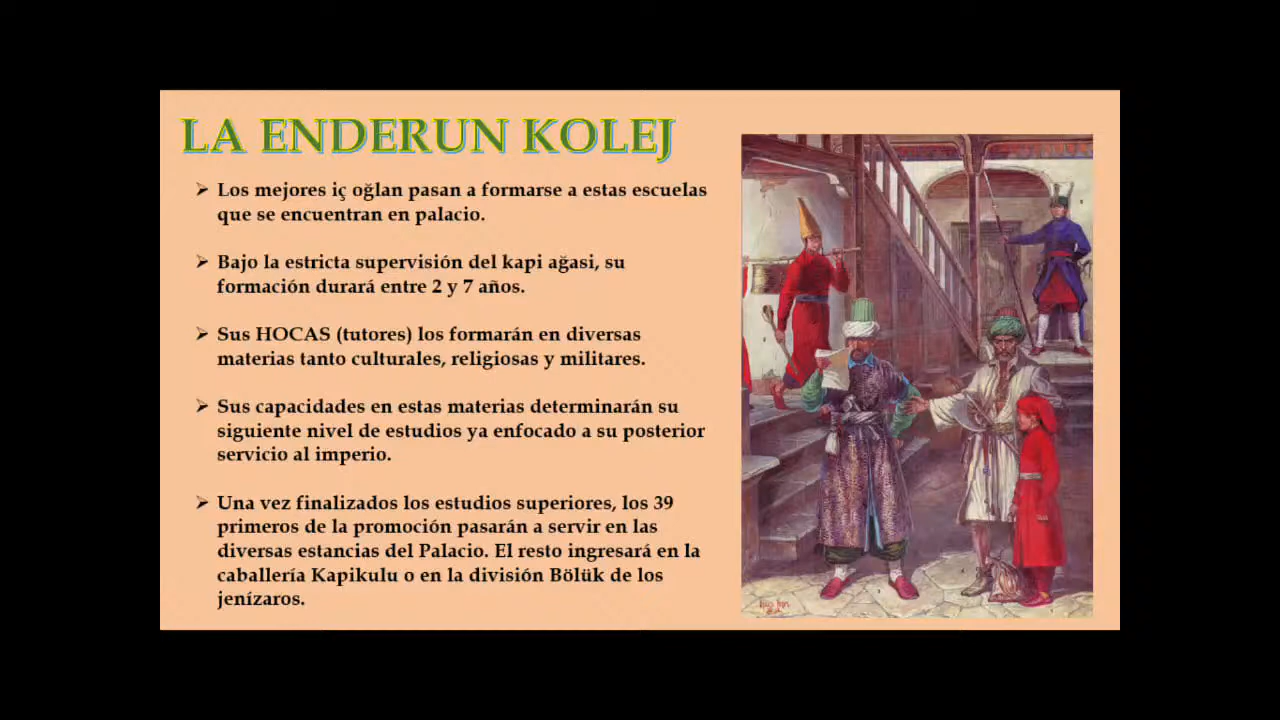 LA ENDERUN KOLEJ
➢ Los mejores iç oğlan pasan a formarse a estas escuelas
que se encuentran en palacio.
➢ Bajo la estricta supervisión del kapi ağasi, su
formación durará entre 2 y 7 años.
➢ Sus HOCAS (tutores) los formarán en diversas
materias tanto culturales, religiosas y militares.
➢ Sus capacidades en estas materias determinarán su
siguiente nivel de estudios ya enfocado a su posterior
servicio al imperio.
➢ Una vez finalizados los estudios superiores, los 39
primeros de la promoción pasarán a servir en las
diversas estancias del Palacio. El resto ingresará en la
caballería Kapikulu o en la división Bölük de los
jenízaros.